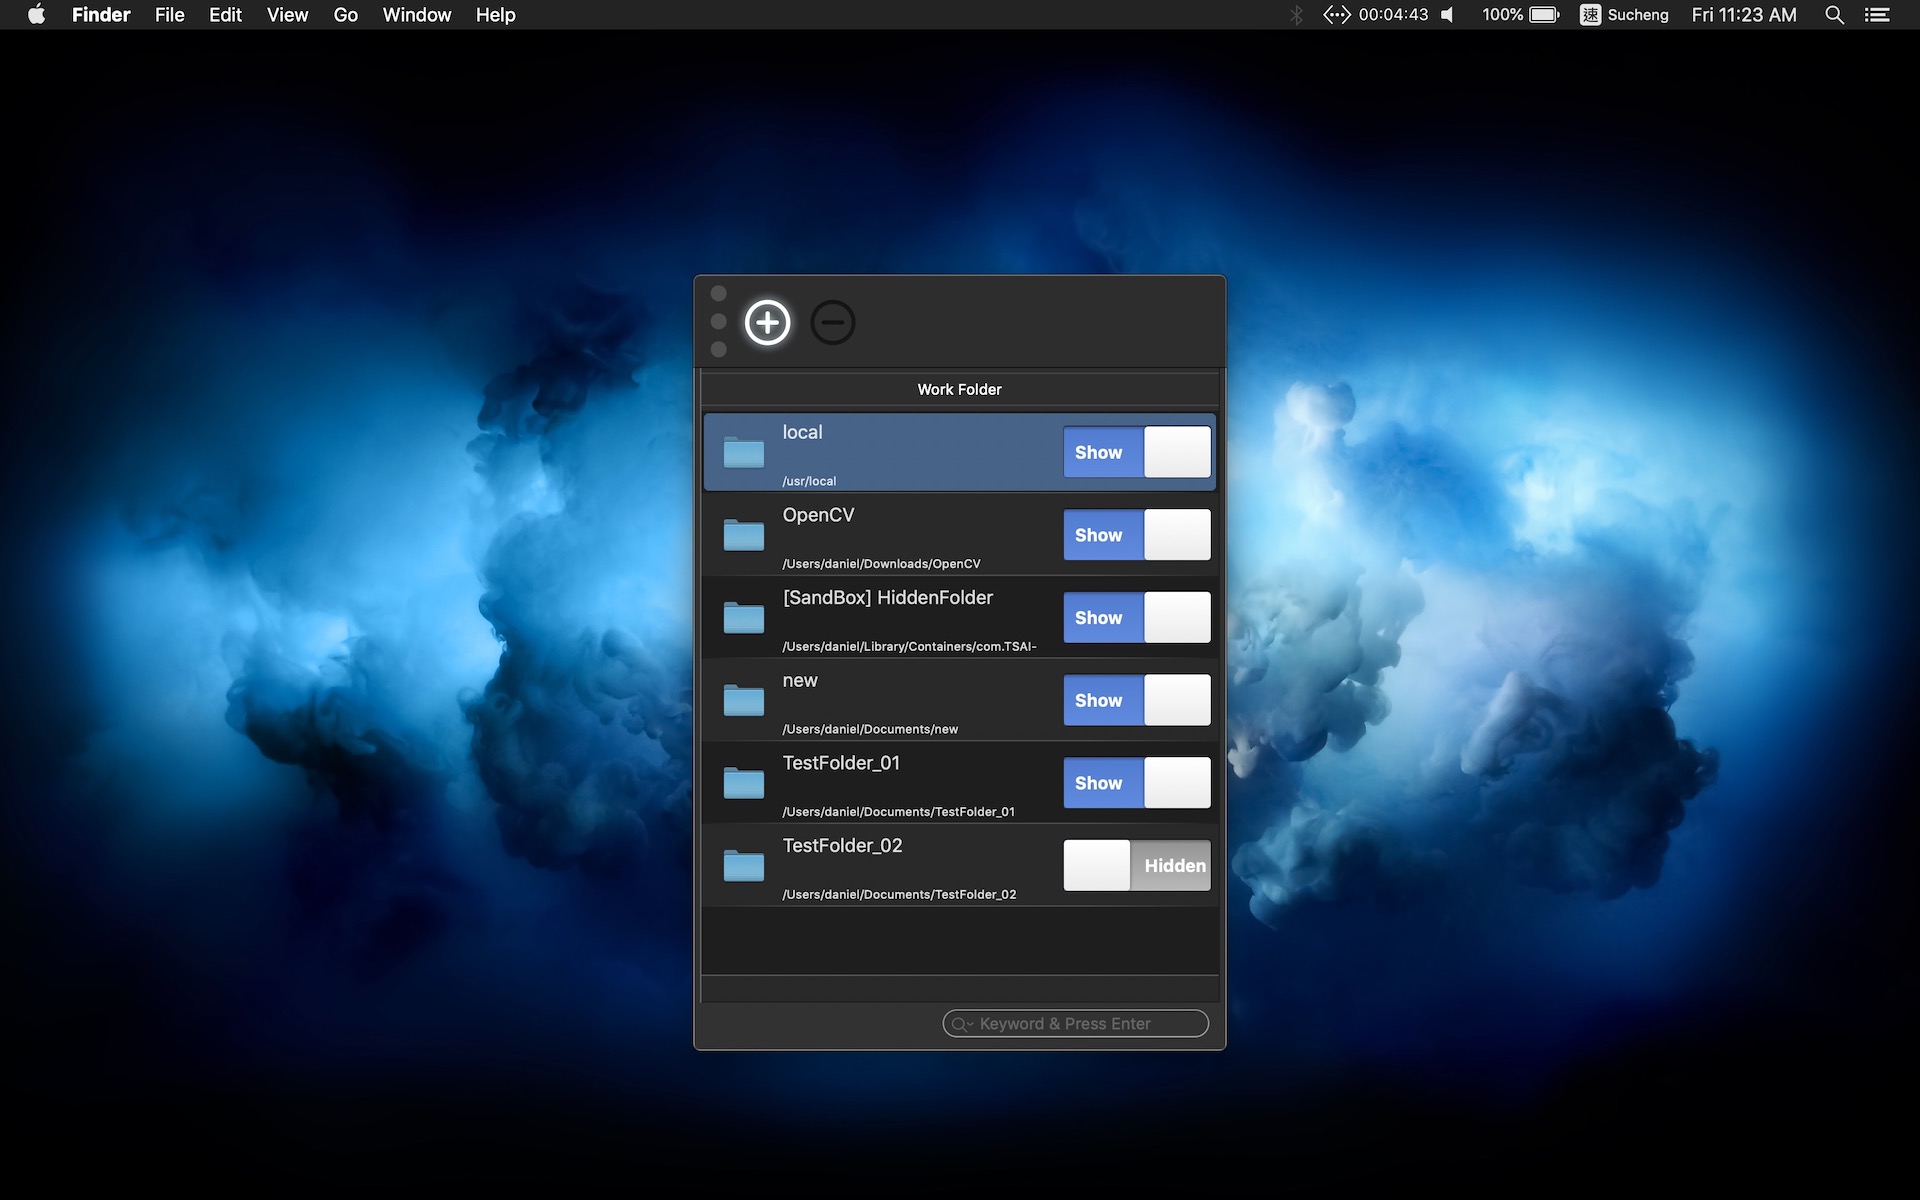 Finder File Edit View Go Window Help 00:04:43 100% 速 Sucheng Fri 11:23 AM
Work Folder
local
Show
/usr/local
OpenCV
Show
/Users/daniel/Downloads/OpenCV
[SandBox] HiddenFolder
Show
/Users/daniel/Library/Containers/com.TSAI-
new
Show
/Users/daniel/Documents/new
TestFolder_01
Show
/Users/daniel/Documents/TestFolder_01
TestFolder_02
Hidden
/Users/daniel/Documents/TestFolder_02
Keyword & Press Enter